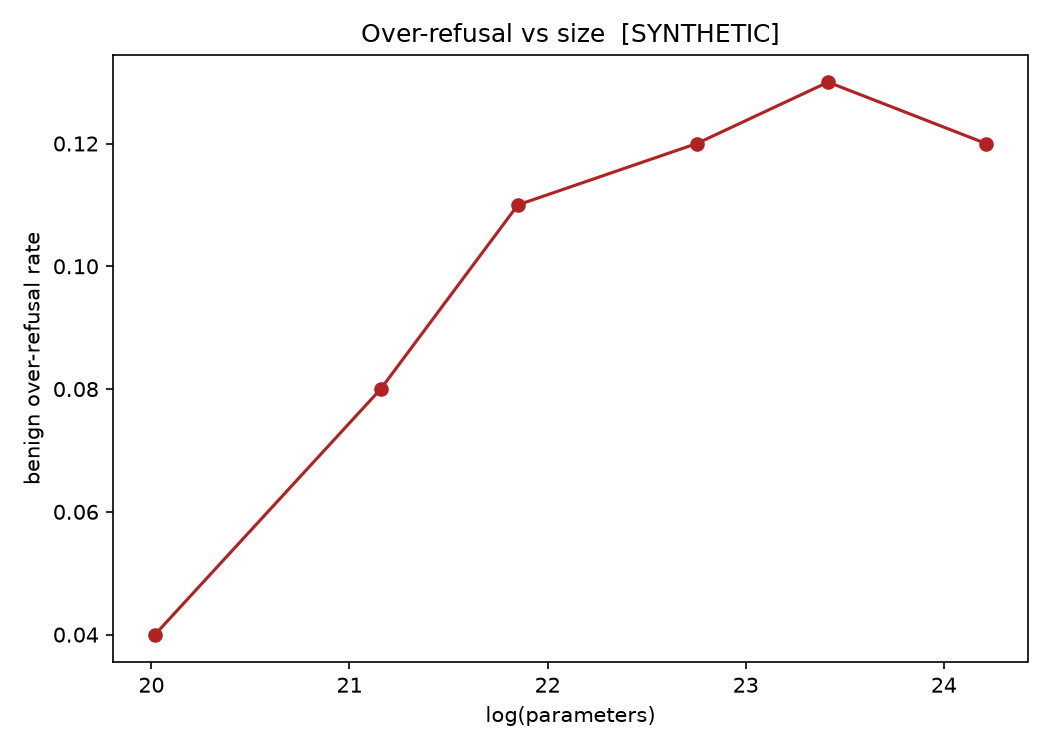 Over-refusal vs size [SYNTHETIC]
benign over-refusal rate
0.12
0.10
0.08
0.06
0.04
20 21 22 23 24
log(parameters)